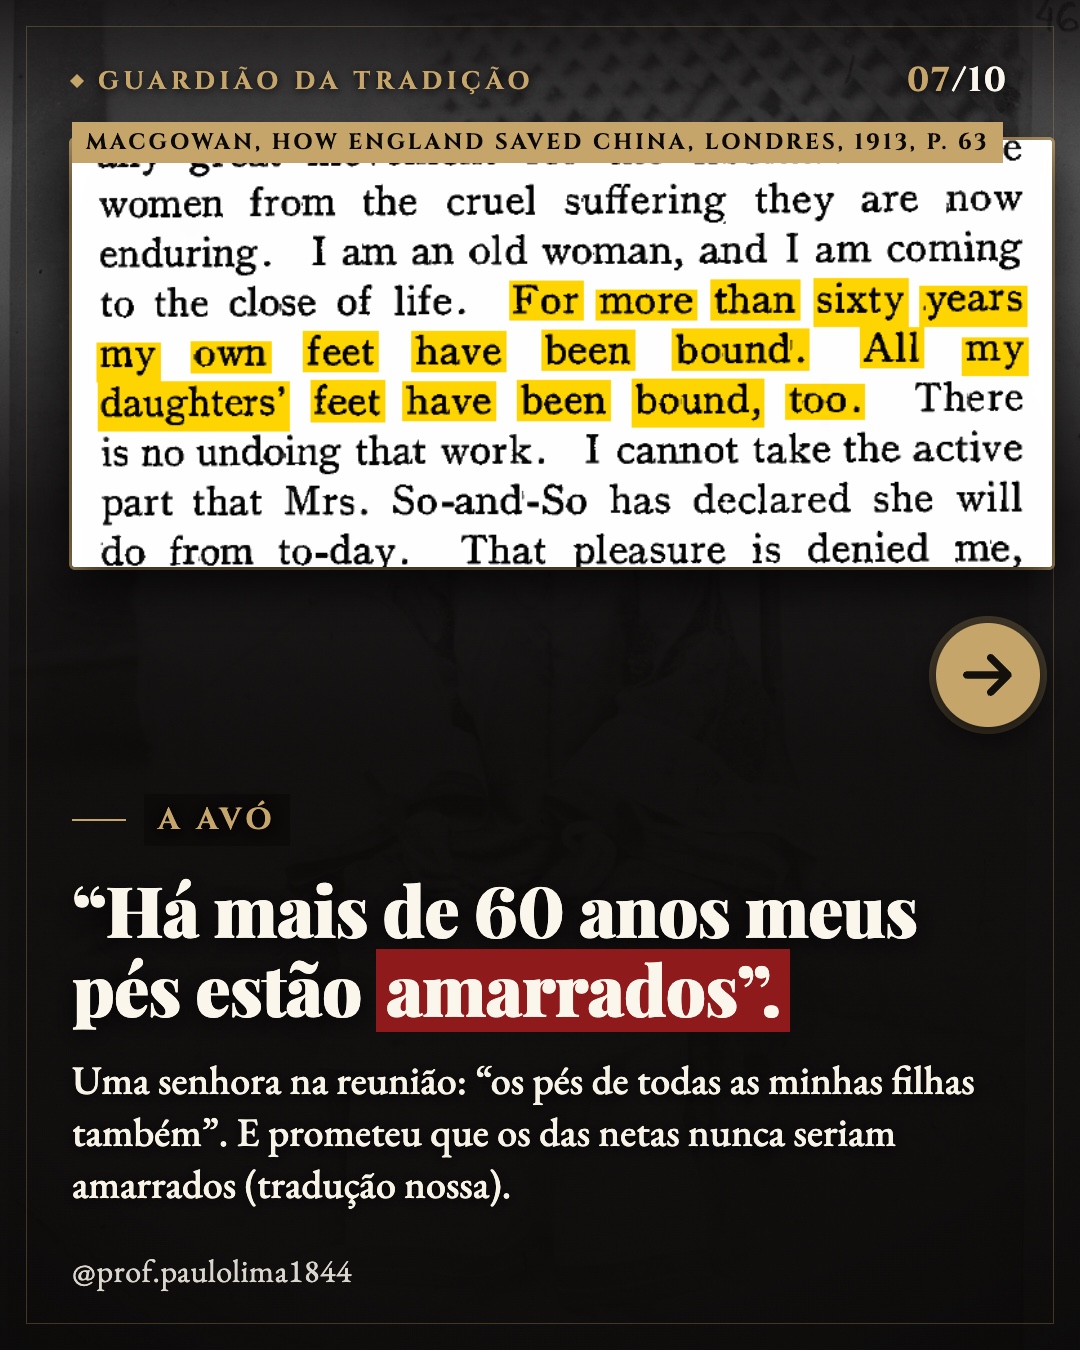 GUARDIÃO DA TRADIÇÃO
07/10
MACGOWAN, HOW ENGLAND SAVED CHINA, LONDRES, 1913, P. 63
women from the cruel suffering they are now
enduring. I am an old woman, and I am coming
to the close of life. For more than sixty years
my own feet have been bound. All my
daughters’ feet have been bound, too. There
is no undoing that work. I cannot take the active
part that Mrs. So-and-So has declared she will
do from to-day. That pleasure is denied me,
A AVÓ
“Há mais de 60 anos meus
pés estão amarrados”.
Uma senhora na reunião: “os pés de todas as minhas filhas
também”. E prometeu que os das netas nunca seriam
amarrados (tradução nossa).
@prof.paulolima1844